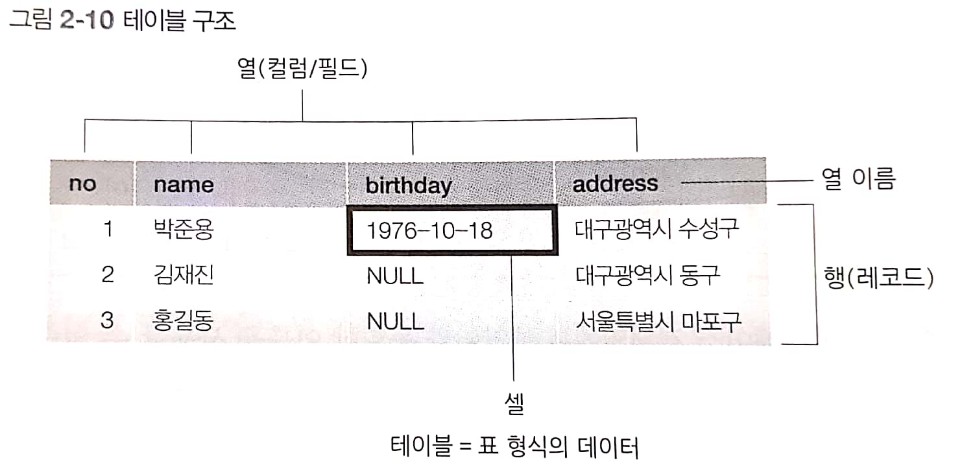 그림 2-10 테이블 구조
열(컬럼/필드)
no name birthday address 열 이름
1 박준용 1976-10-18 대구광역시 수성구
2 김재진 NULL 대구광역시 동구
행(레코드)
3 홍길동 NULL 서울특별시 마포구
셀
테이블 = 표 형식의 데이터